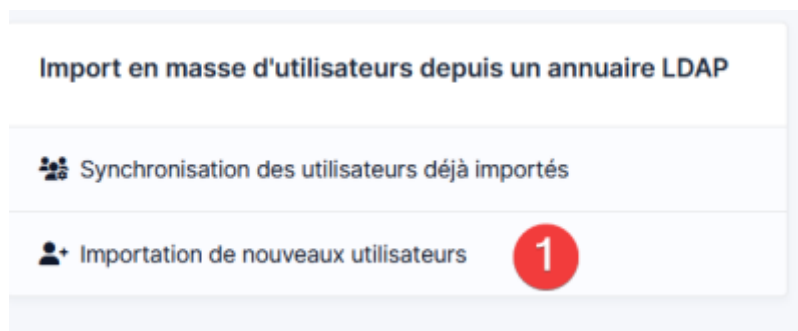 Import en masse d'utilisateurs depuis un annuaire LDAP
Synchronisation des utilisateurs déjà importés
Importation de nouveaux utilisateurs 1